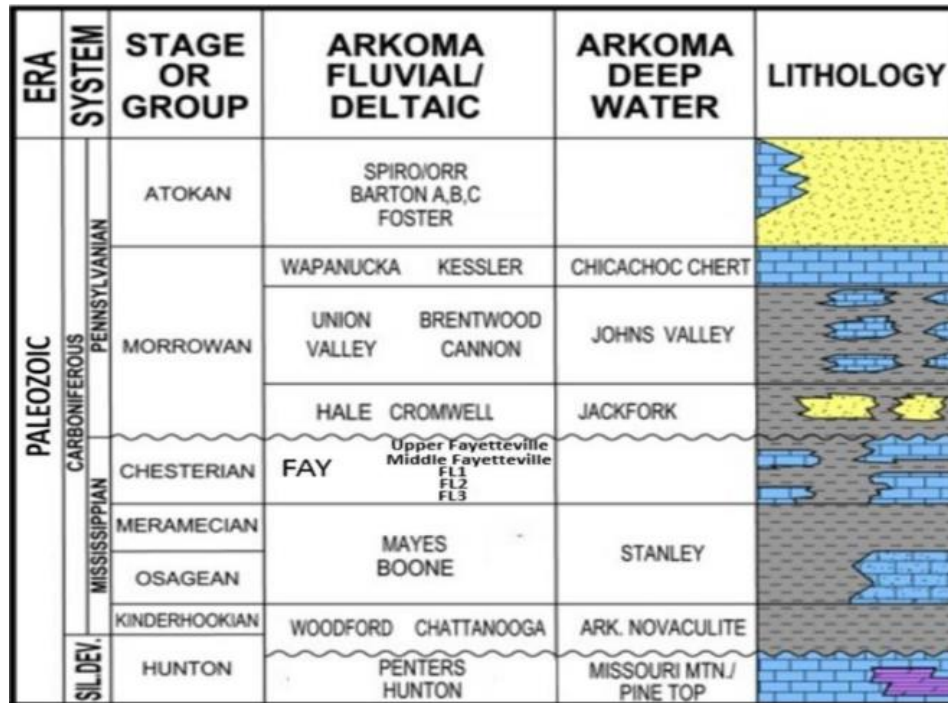 ERA
SYSTEM
STAGE
OR
GROUP
ARKOMA
FLUVIAL/
DELTAIC
ARKOMA
DEEP
WATER
LITHOLOGY
PALEOZOIC
CARBONIFEROUS
PENNSYLVANIAN
ATOKAN
SPIRO/ORR
BARTON A,B,C
FOSTER
MORROWAN
WAPANUCKA KESSLER
CHICACHOC CHERT
UNION BRENTWOOD
VALLEY CANNON
JOHNS VALLEY
HALE CROMWELL
JACKFORK
MISSISSIPPIAN
CHESTERIAN
FAY
Upper Fayetteville
Middle Fayetteville
FL1
FL2
FL3
MERAMECIAN
OSAGEAN
MAYES
BOONE
STANLEY
KINDERHOOKIAN
WOODFORD CHATTANOOGA
ARK. NOVACULITE
SIL.DEV.
HUNTON
PENTERS
HUNTON
MISSOURI MTN./
PINE TOP